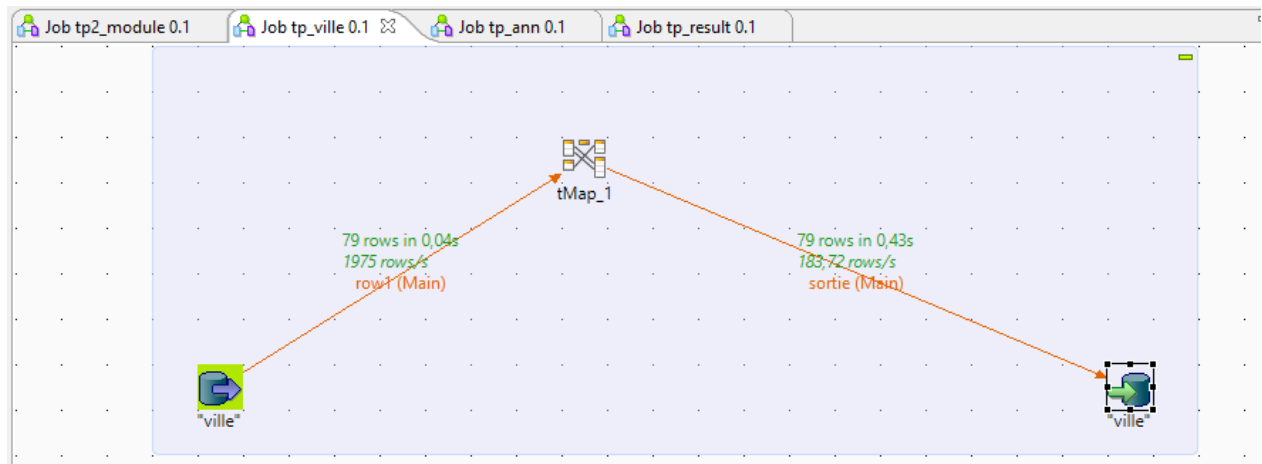 Job tp2_module 0.1 Job tp_ville 0.1 Job tp_ann 0.1 Job tp_result 0.1
tMap_1
79 rows in 0,04s
1975 rows/s
row1 (Main)
79 rows in 0,43s
183,72 rows/s
sortie (Main)
"ville"
"ville"